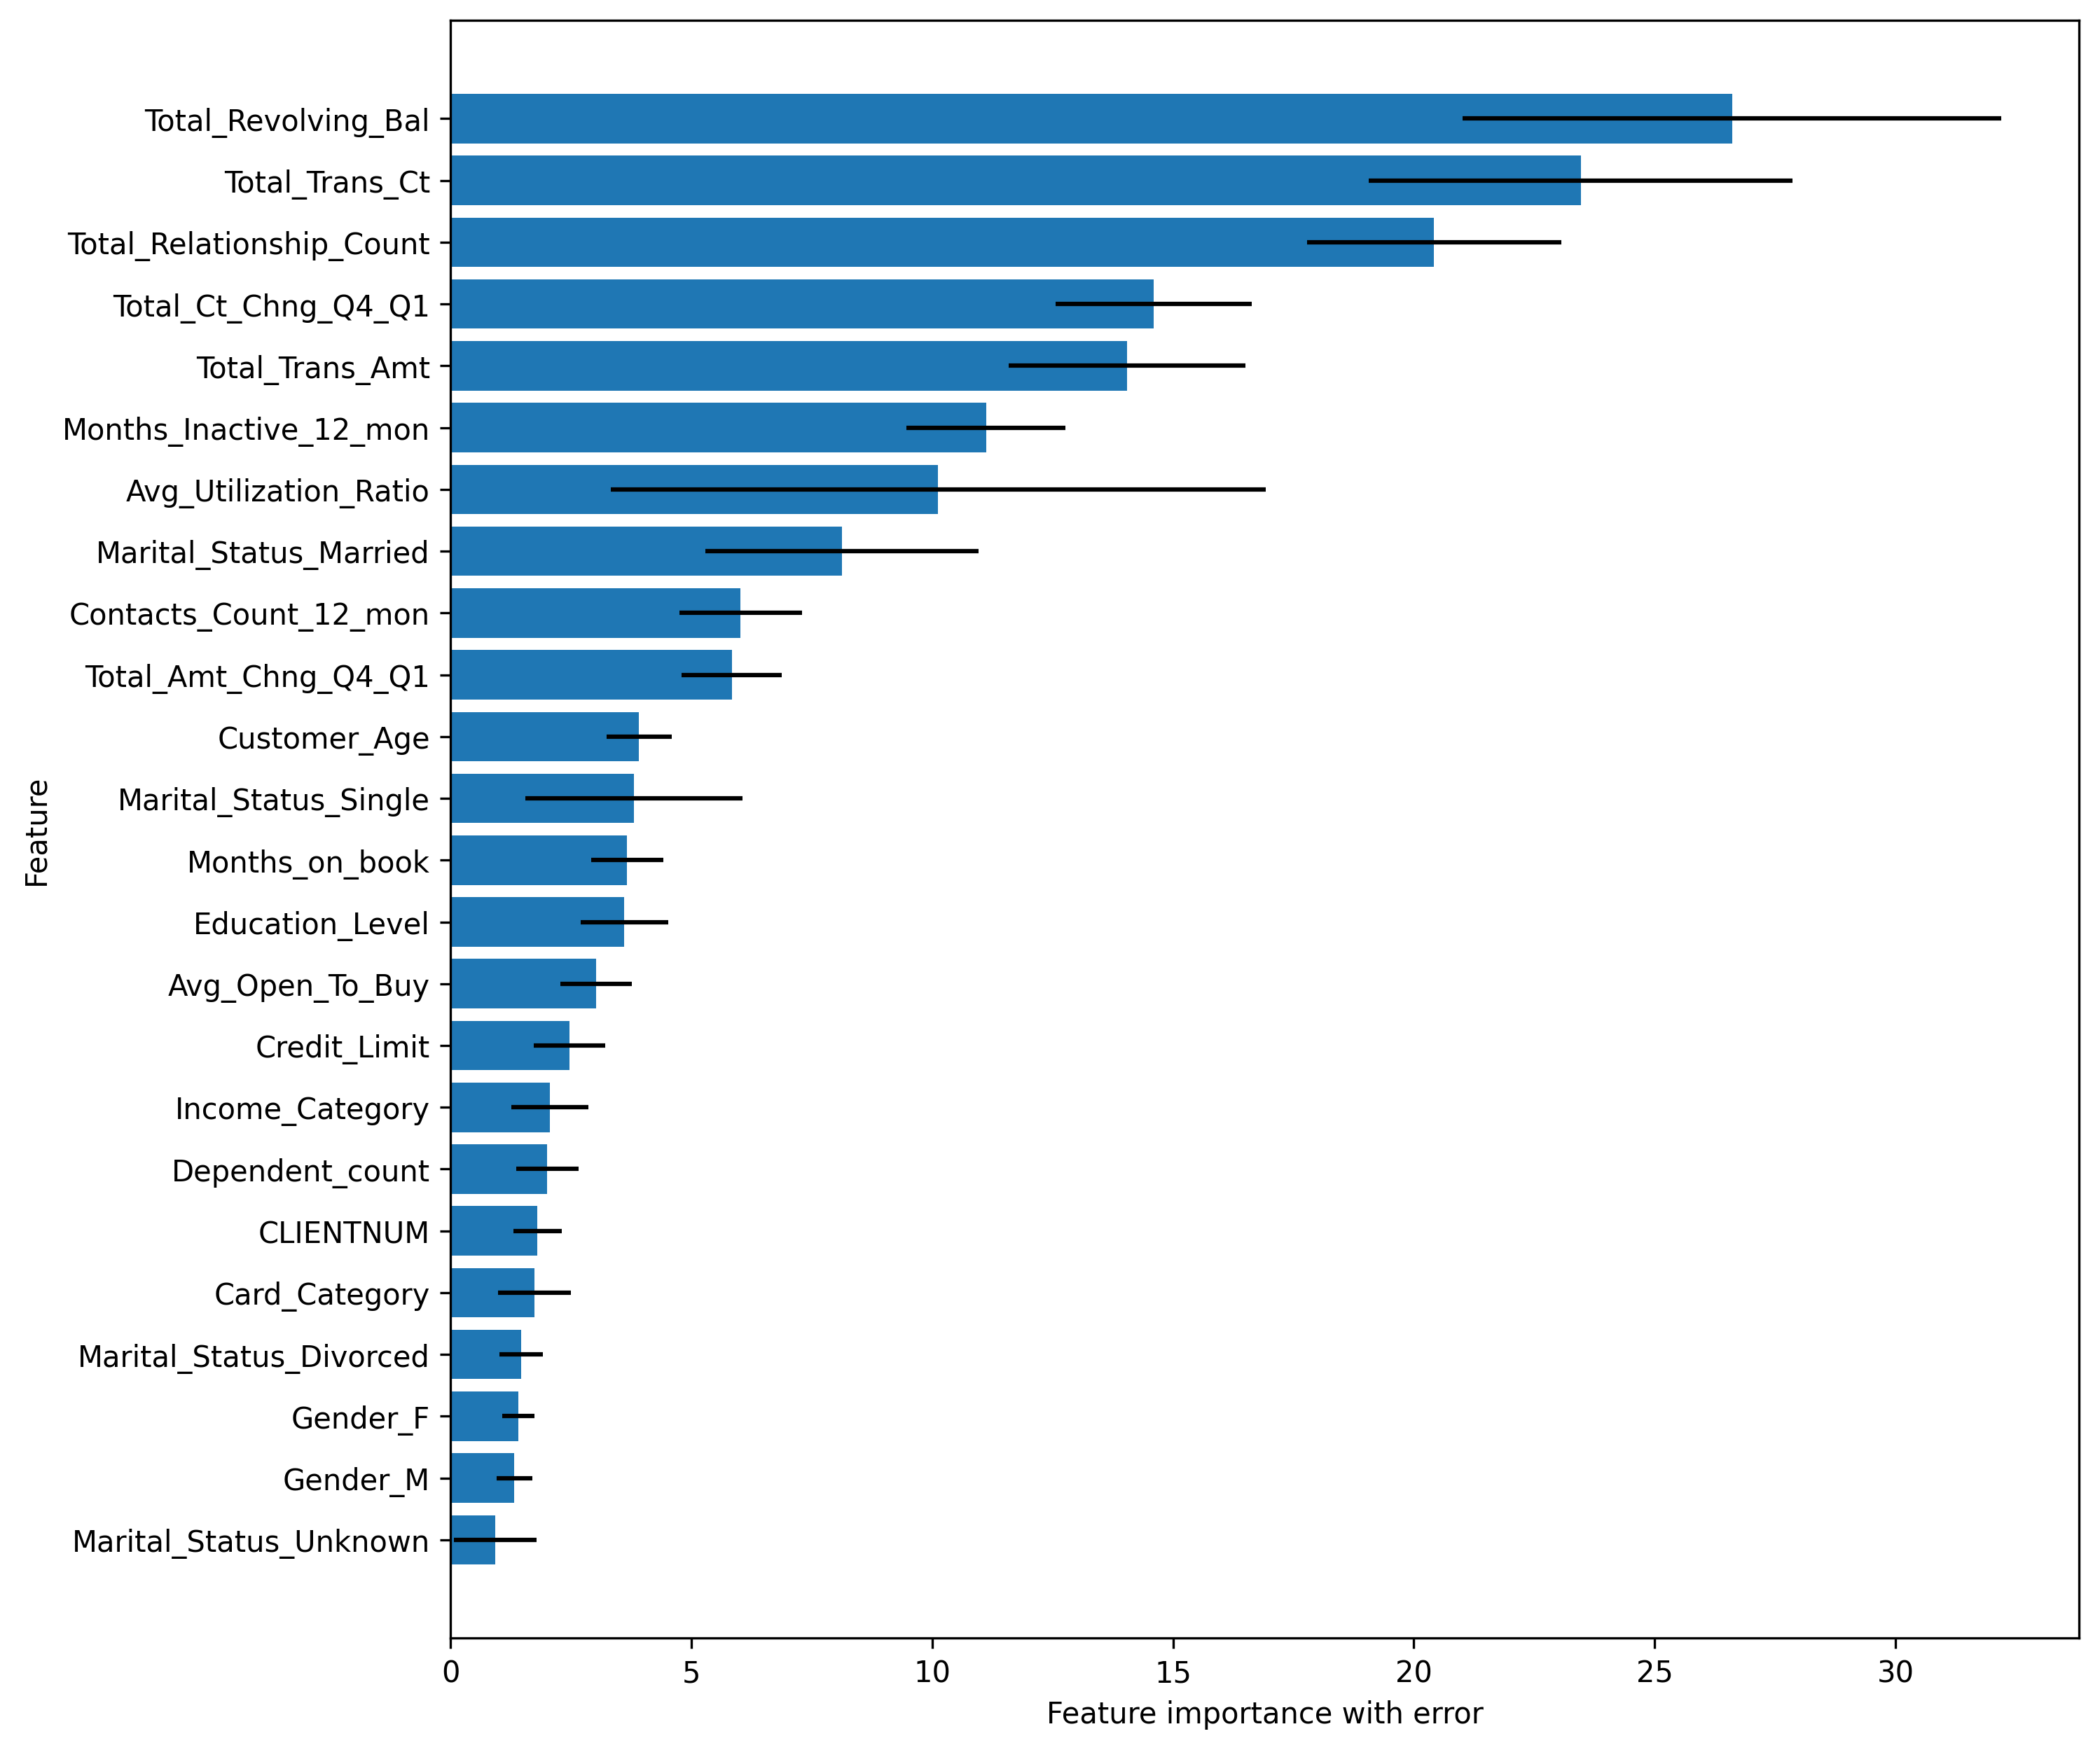 Total_Revolving_Bal
Total_Trans_Ct
Total_Relationship_Count
Total_Ct_Chng_Q4_Q1
Total_Trans_Amt
Months_Inactive_12_mon
Avg_Utilization_Ratio
Marital_Status_Married
Contacts_Count_12_mon
Total_Amt_Chng_Q4_Q1
Customer_Age
Marital_Status_Single
Months_on_book
Education_Level
Avg_Open_To_Buy
Credit_Limit
Income_Category
Dependent_count
CLIENTNUM
Card_Category
Marital_Status_Divorced
Gender_F
Gender_M
Marital_Status_Unknown
Feature
0 5 10 15 20 25 30
Feature importance with error